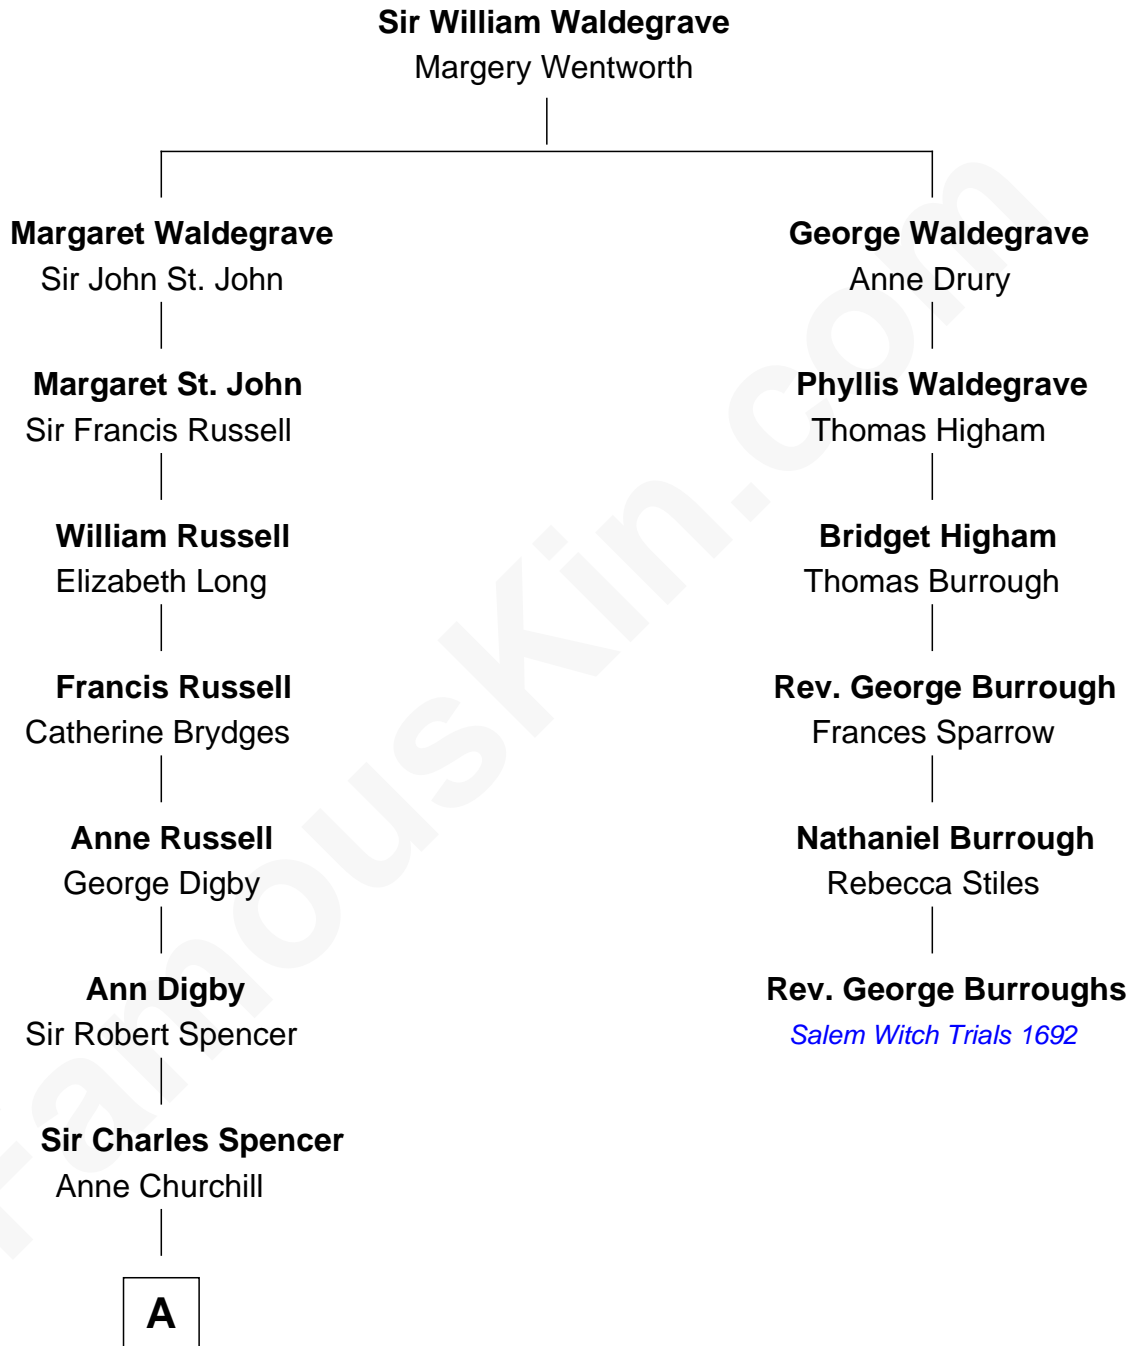 Sir William Waldegrave
Margery Wentworth
Margaret Waldegrave
Sir John St. John
George Waldegrave
Anne Drury
Margaret St. John
Sir Francis Russell
Phyllis Waldegrave
Thomas Higham
William Russell
Elizabeth Long
Bridget Higham
Thomas Burrough
Francis Russell
Catherine Brydges
Rev. George Burrough
Frances Sparrow
Anne Russell
George Digby
Nathaniel Burrough
Rebecca Stiles
Ann Digby
Sir Robert Spencer
Rev. George Burroughs
Salem Witch Trials 1692
Sir Charles Spencer
Anne Churchill
A
FamousKin.com